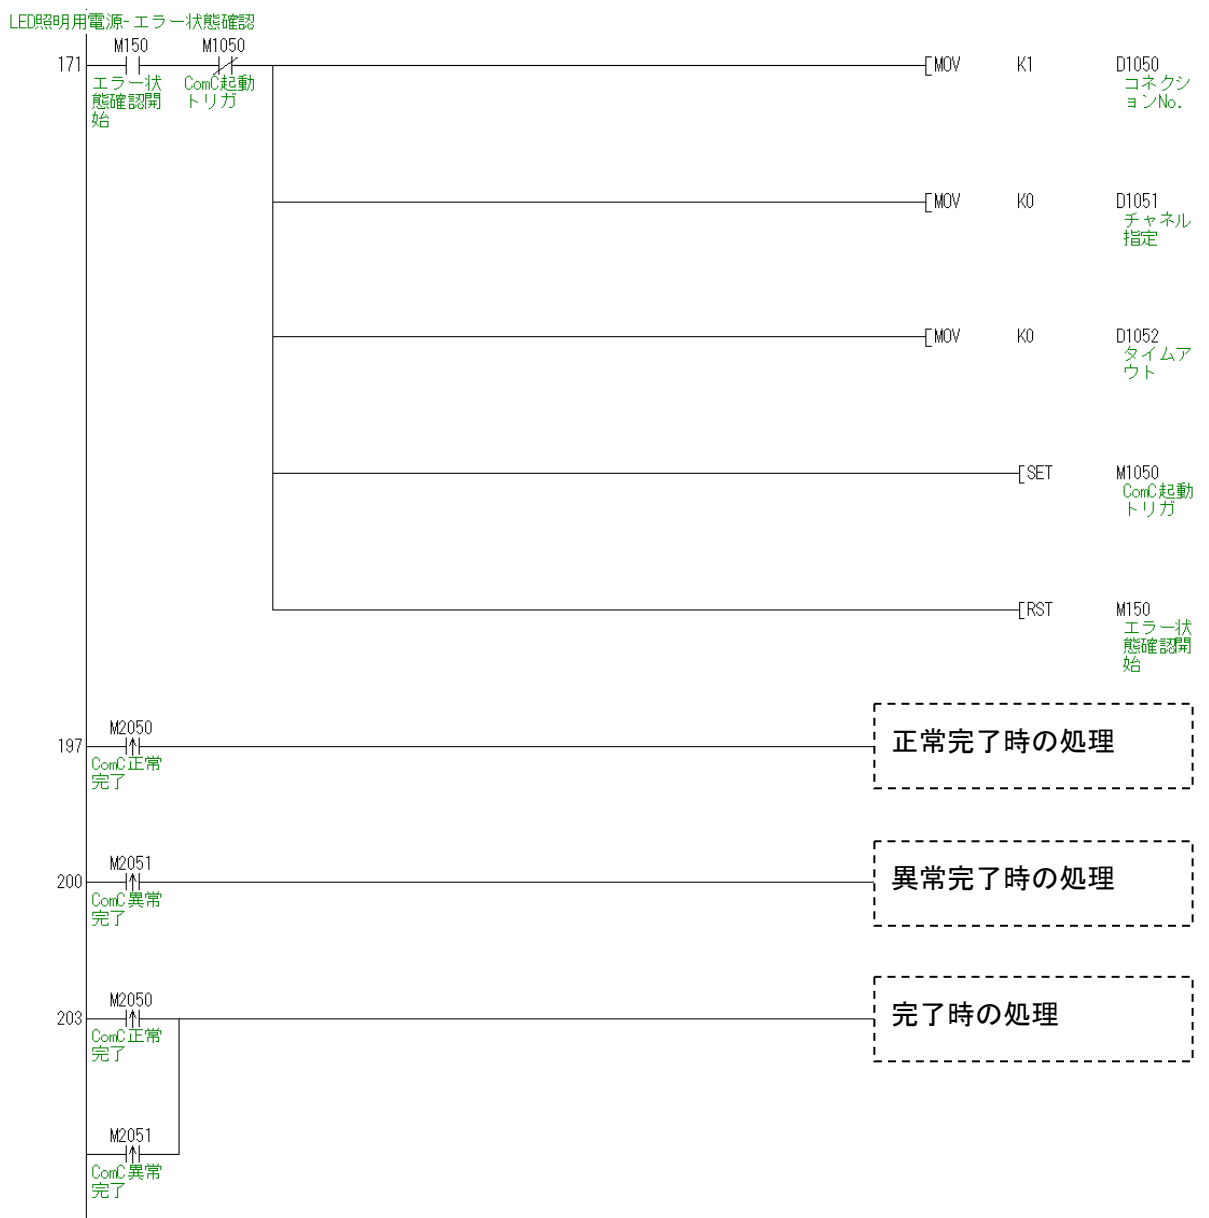 LED照明用電源-エラー状態確認
M150 M1050
171 [MOV K1 D1050
エラー状 ComC起動 コネクシ
態確認開 トリガ ョンNo.
始
[MOV K0 D1051
チャネル
指定
[MOV K0 D1052
タイムア
ウト
[SET M1050
ComC起動
トリガ
[RST M150
エラー状
態確認開
始
M2050
197 正常完了時の処理
ComC正常
完了
M2051
200 異常完了時の処理
ComC異常
完了
M2050
203 完了時の処理
ComC正常
完了
M2051
ComC異常
完了